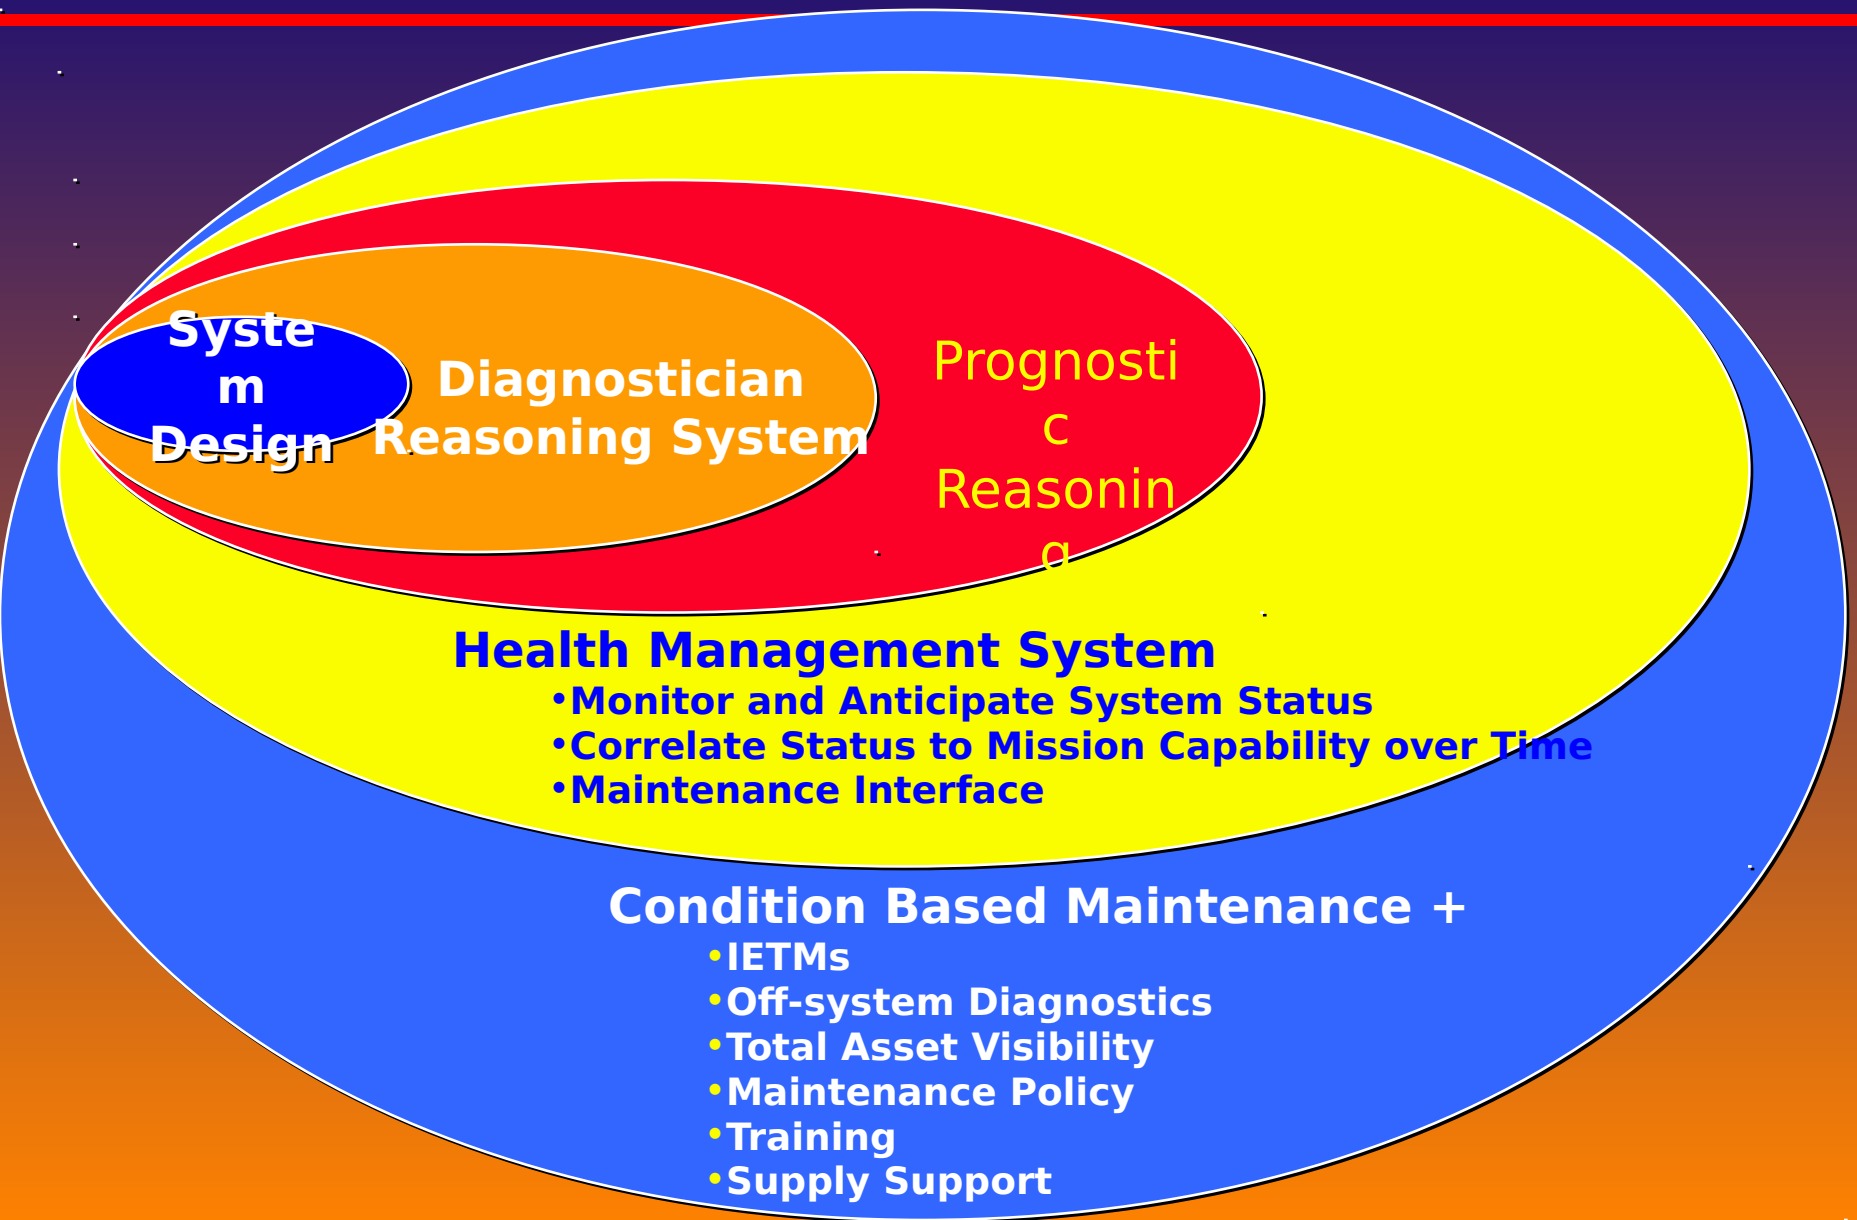 Syste
m
Design
Diagnostician
Reasoning System
Prognosti
c
Reasonin
g
Health Management System
•Monitor and Anticipate System Status
•Correlate Status to Mission Capability over Time
•Maintenance Interface
Condition Based Maintenance +
•IETMs
•Off-system Diagnostics
•Total Asset Visibility
•Maintenance Policy
•Training
•Supply Support